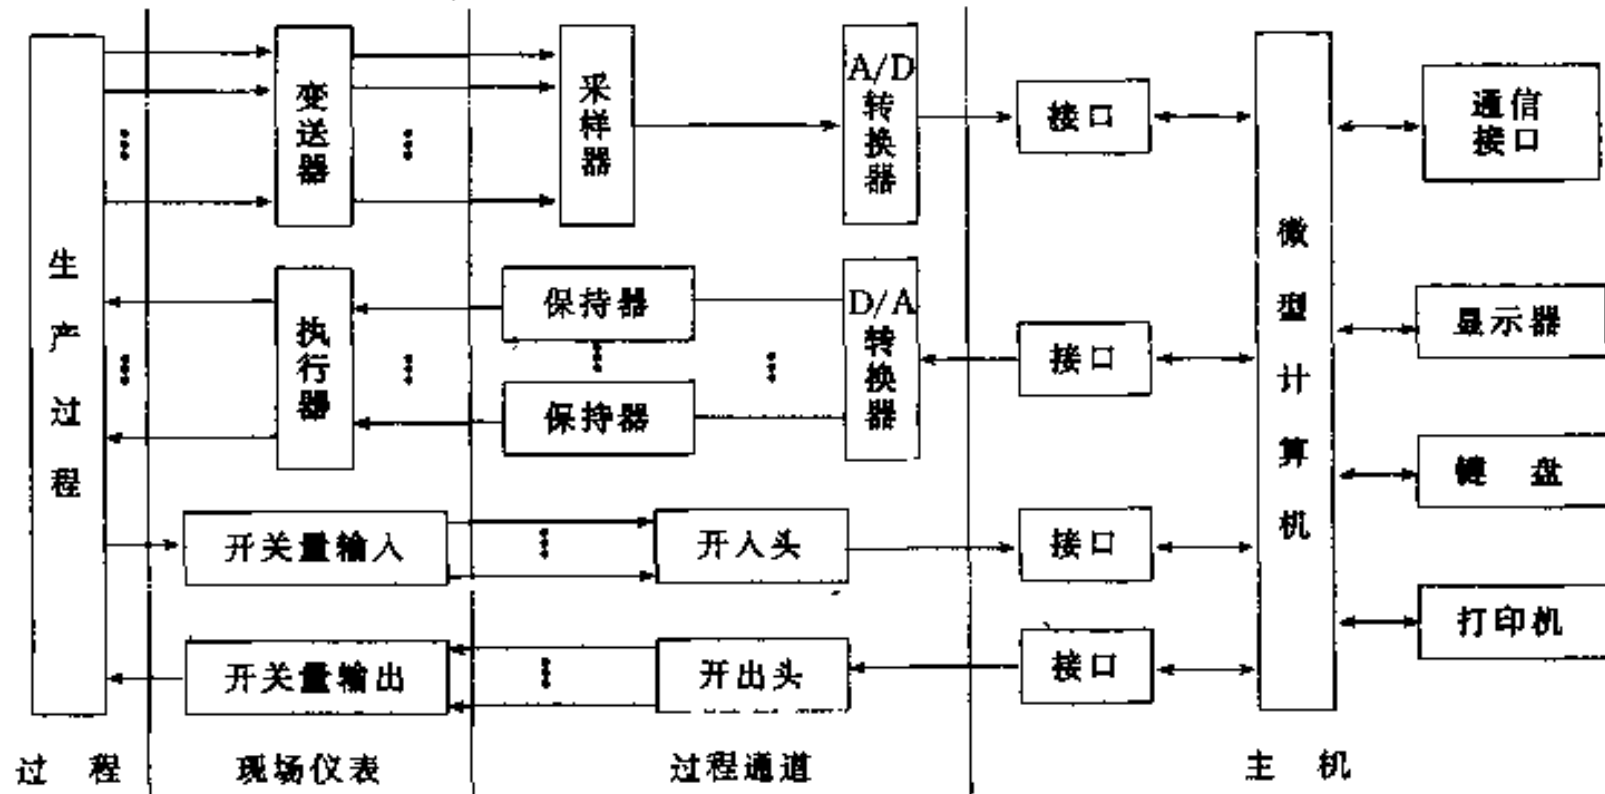 生产过程
变送器
采样器
A/D
转换器
接口
微型计算机
通信
接口
执行器
保持器
保持器
D/A
转换器
接口
显示器
键 盘
开关量输入
开入头
接口
打印机
开关量输出
开出头
接口
过 程
现场仪表
过程通道
主 机